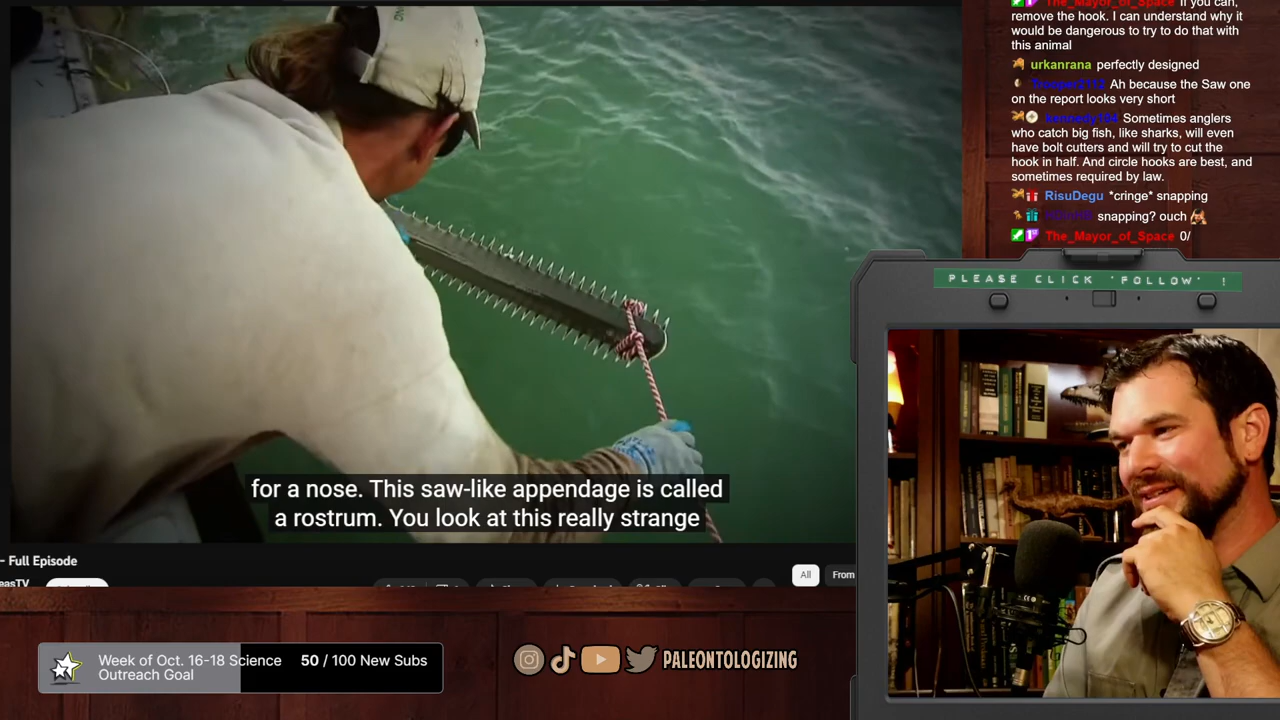 The_Mayor_of_Space If you can,
remove the hook. I can understand why it
would be dangerous to try to do that with
this animal
urkanrana perfectly designed
Trooper2112 Ah because the Saw one
on the report looks very short
kennedy184 Sometimes anglers
who catch big fish, like sharks, will even
have bolt cutters and will try to cut the
hook in half. And circle hooks are best, and
sometimes required by law.
RisuDegu *cringe* snapping
snapping? ouch
The_Mayor_of_Space 0/
PLEASE CLICK "FOLLOW" !
for a nose. This saw-like appendage is called
a rostrum. You look at this really strange
- Full Episode
easTV
All
From
Week of Oct. 16-18 Science
Outreach Goal
50 / 100 New Subs
PALEONTOLOGIZING